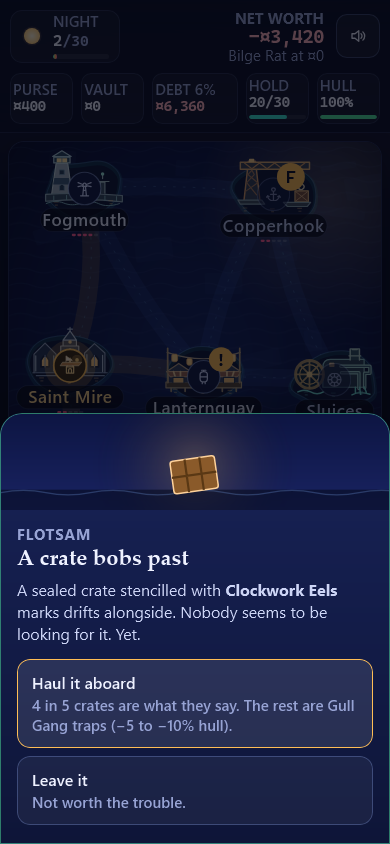 NIGHT
2/30
NET WORTH
−¤3,420
Bilge Rat at ¤0
PURSE
¤400
VAULT
¤0
DEBT 6%
¤6,360
HOLD
20/30
HULL
100%
Fogmouth
F
Copperhook
Saint Mire
!
Lanternquay
Sluices
FLOTSAM
A crate bobs past
A sealed crate stencilled with Clockwork Eels
marks drifts alongside. Nobody seems to be
looking for it. Yet.
Haul it aboard
4 in 5 crates are what they say. The rest are Gull
Gang traps (−5 to −10% hull).
Leave it
Not worth the trouble.